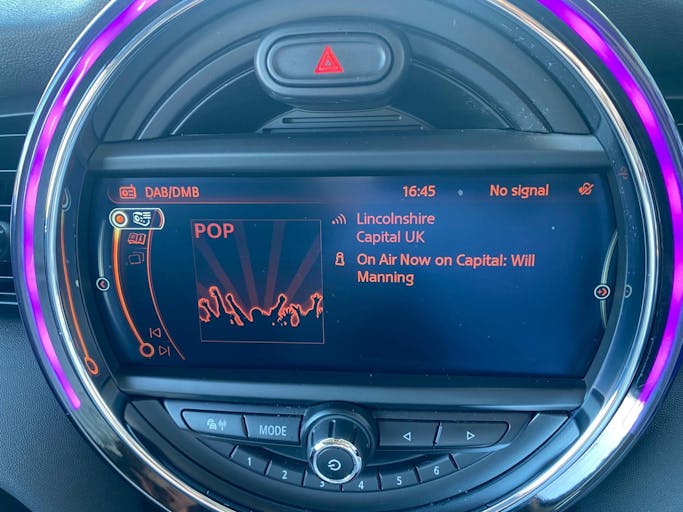 DAB/DMB 16:45 No signal
POP
Lincolnshire
Capital UK
On Air Now on Capital: Will
Manning
MODE
1 2 3 4 5 6